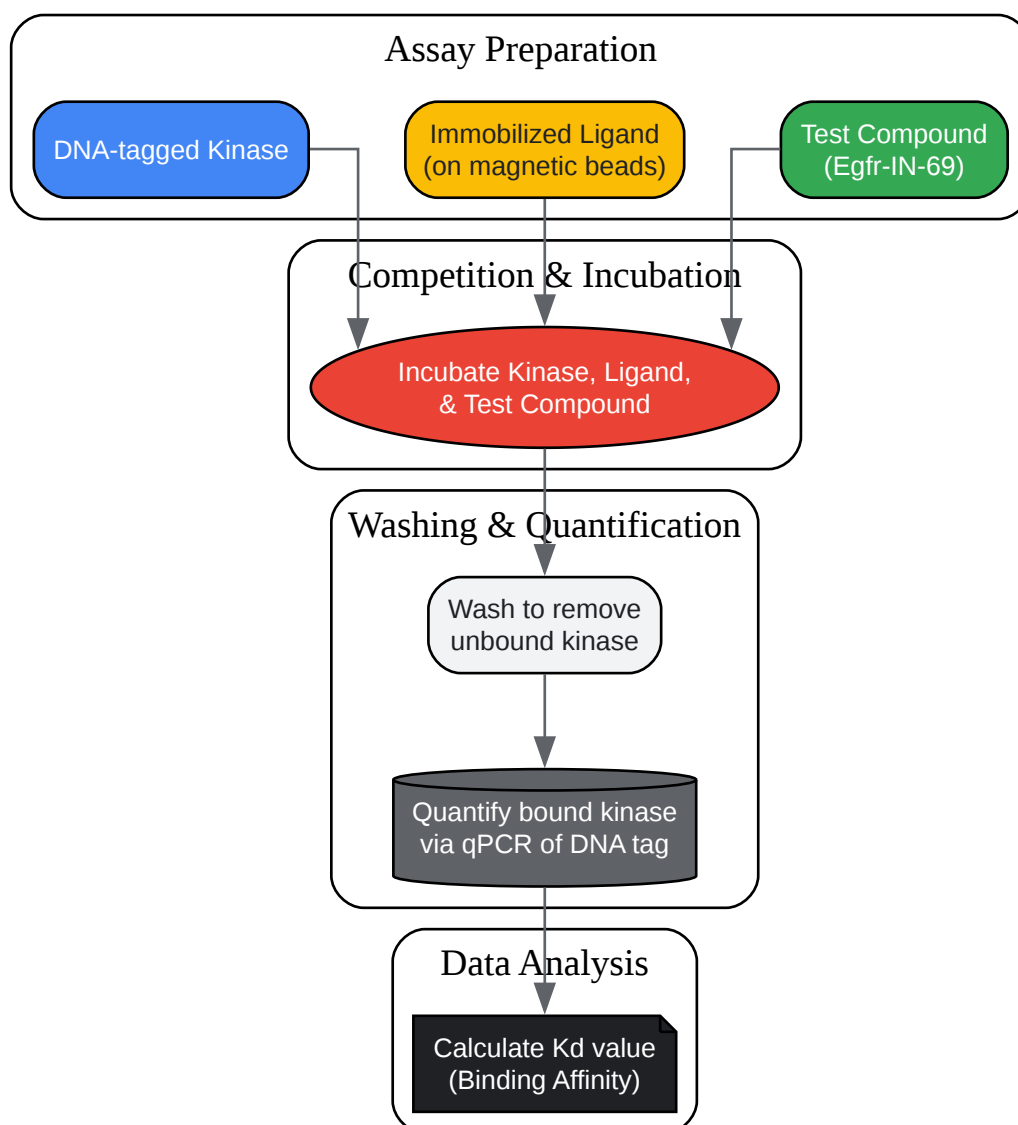 Assay Preparation
DNA-tagged Kinase
Immobilized Ligand
(on magnetic beads)
Test Compound
(Egfr-IN-69)
Competition & Incubation
Incubate Kinase, Ligand,
& Test Compound
Washing & Quantification
Wash to remove
unbound kinase
Quantify bound kinase
via qPCR of DNA tag
Data Analysis
Calculate Kd value
(Binding Affinity)